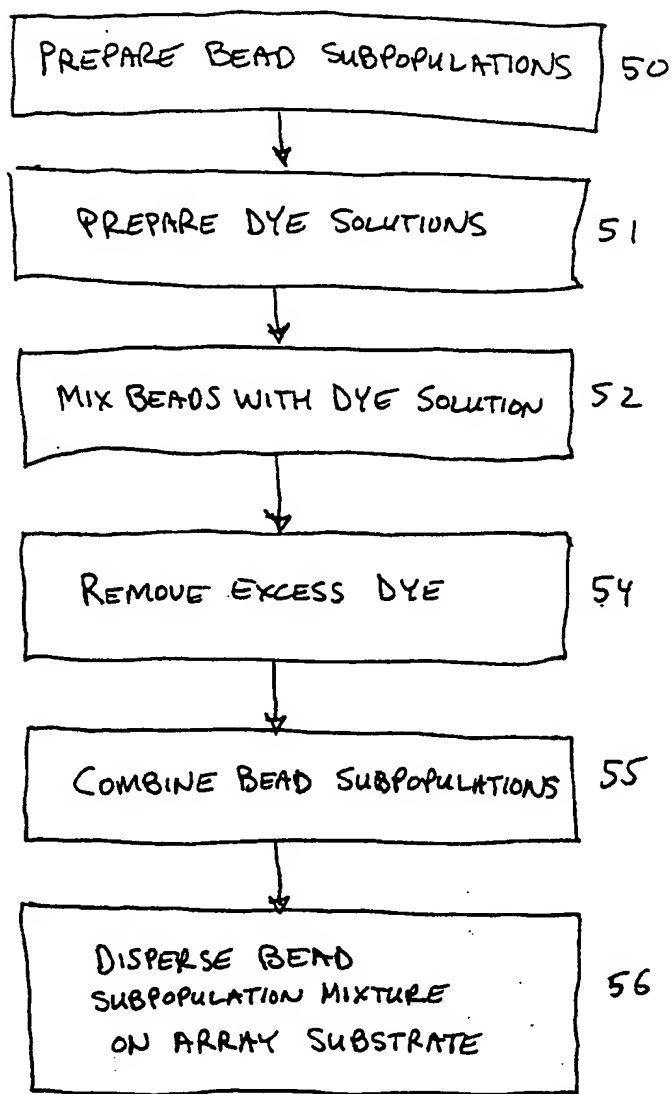 PREPARE BEAD SUBPOPULATIONS 50
PREPARE DYE SOLUTIONS 51
MIX BEADS WITH DYE SOLUTION 52
REMOVE EXCESS DYE 54
COMBINE BEAD SUBPOPULATIONS 55
DISPERSE BEAD
SUBPOPULATION MIXTURE 56
ON ARRAY SUBSTRATE